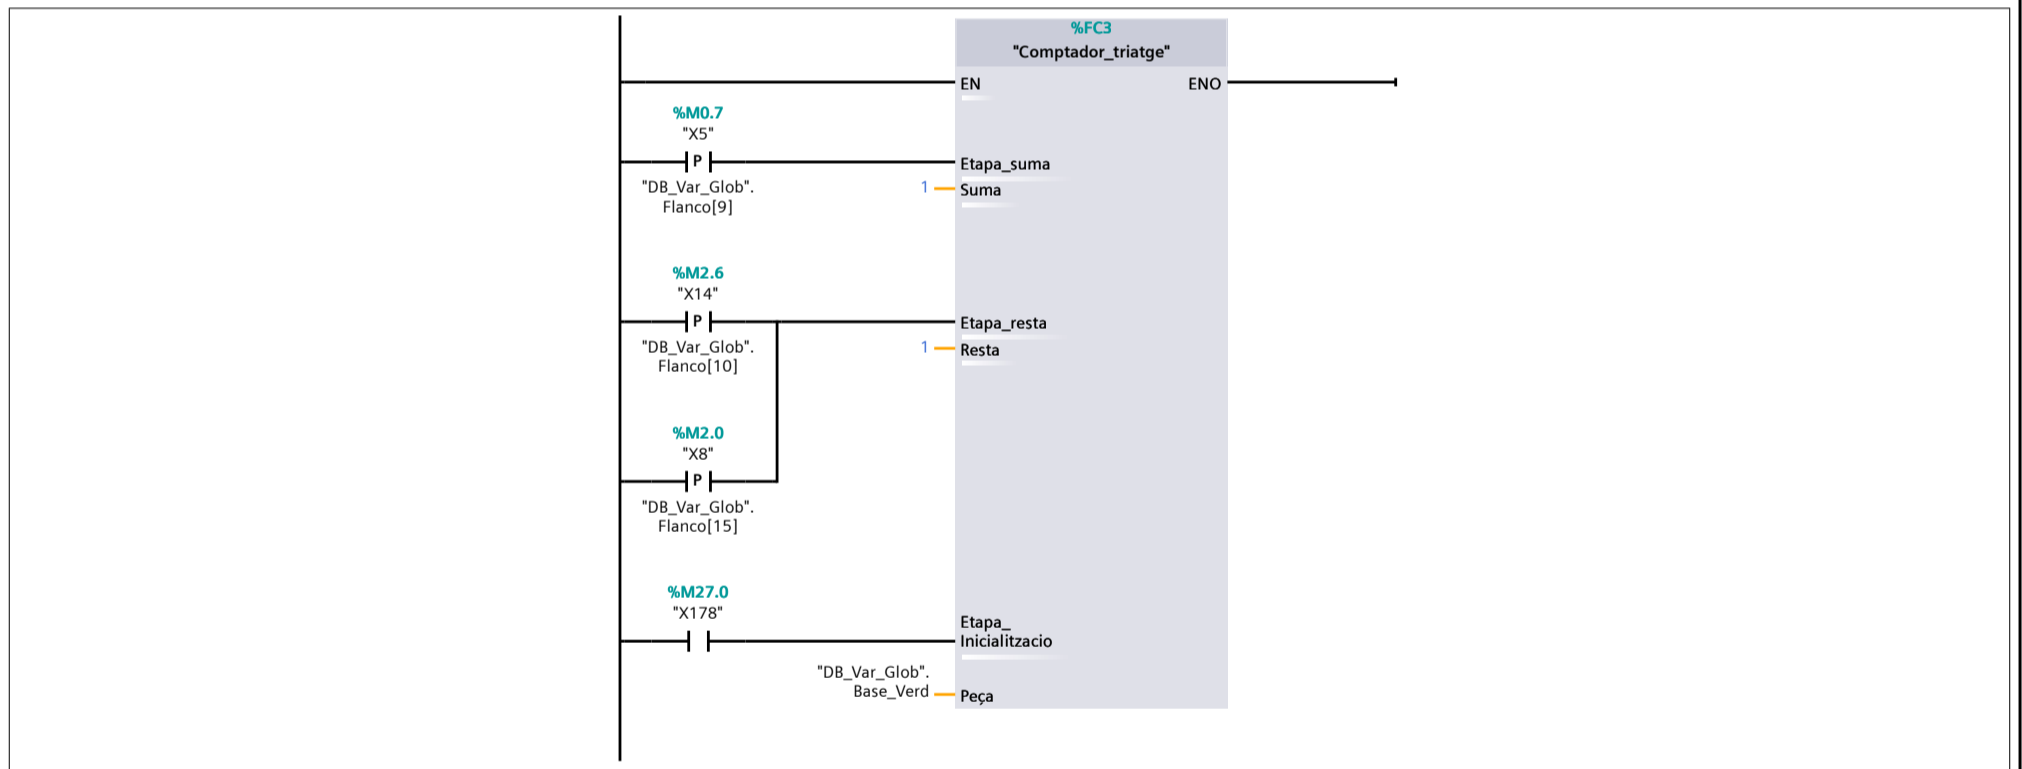 %FC3
"Comptador_triatge"
EN
ENO
%M0.7
"X5"
P
Etapa_suma
"DB_Var_Glob".
Flanco[9]
1
Suma
%M2.6
"X14"
P
Etapa_resta
"DB_Var_Glob".
Flanco[10]
1
Resta
%M2.0
"X8"
P
"DB_Var_Glob".
Flanco[15]
%M27.0
"X178"
Etapa_
Inicialitzacio
"DB_Var_Glob".
Base_Verd
Peça